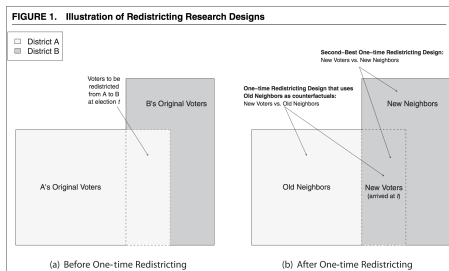 FIGURE 1. Illustration of Redistricting Research Designs
District A
District B
Voters to be
redistricted
from A to B
at election t
B's Original Voters
A's Original Voters
(a) Before One-time Redistricting
Second-Best One-time Redistricting Design:
New Voters vs. New Neighbors
One-time Redistricting Design that uses
Old Neighbors as counterfactuals:
New Voters vs. Old Neighbors
New Neighbors
Old Neighbors
New Voters
(arrived at t)
(b) After One-time Redistricting